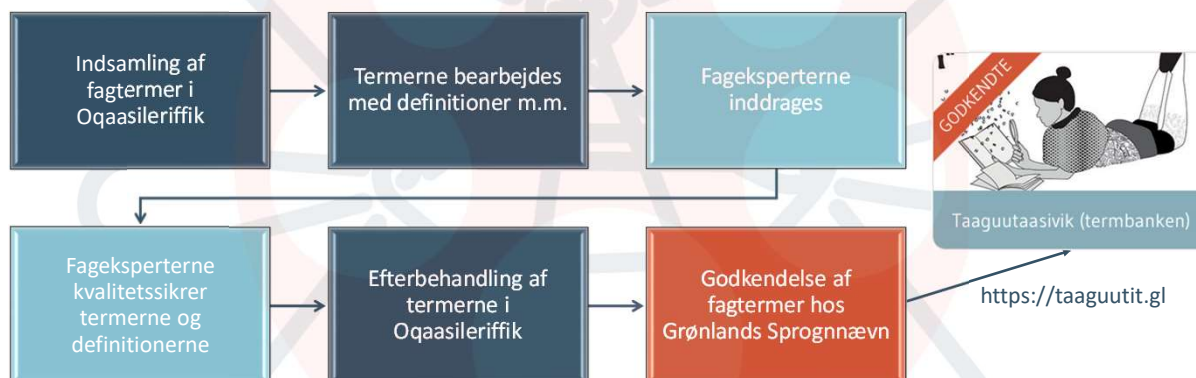 Indsamling af
fagtermer i
Oqaasileriffik
Termerne bearbejdes
med definitioner m.m.
Fageksperterne
inddrages
Fageksperterne
kvalitetssikrer
termerne og
definitionerne
Efterbehandling af
termerne i
Oqaasileriffik
Godkendelse af
fagtermer hos
Grønlands Sprognnævn
GODKENDTE
Taaguutaasivik (termbanken)
https://taaguutit.gl